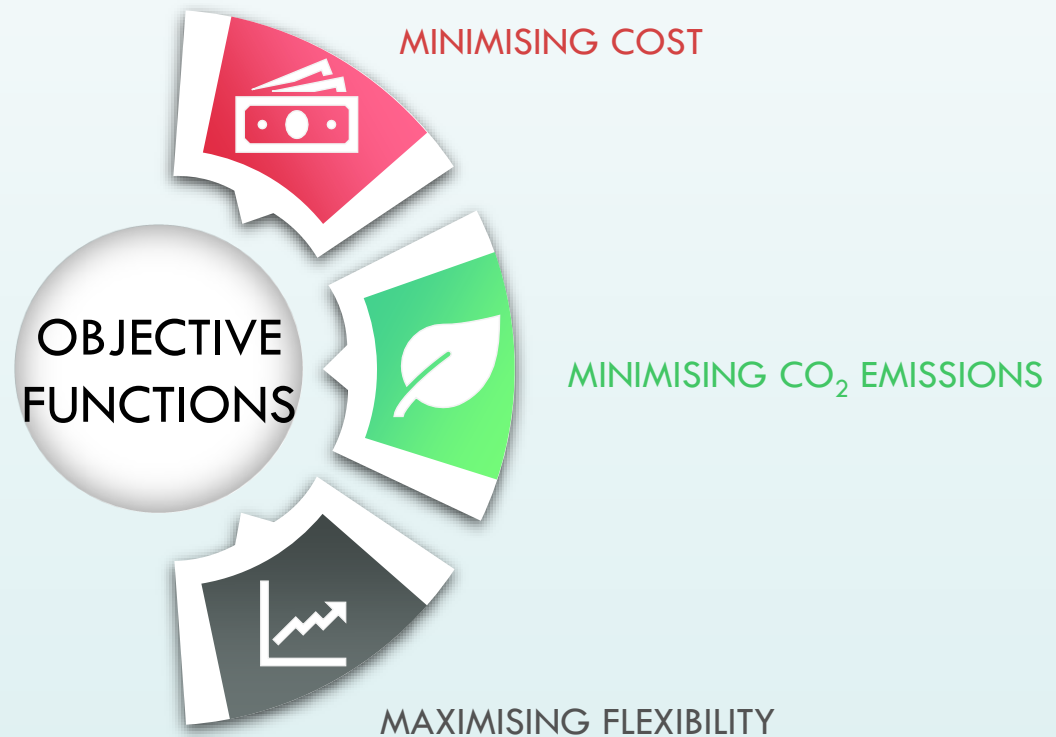 MINIMISING COST
OBJECTIVE
FUNCTIONS
MINIMISING CO₂ EMISSIONS
MAXIMISING FLEXIBILITY